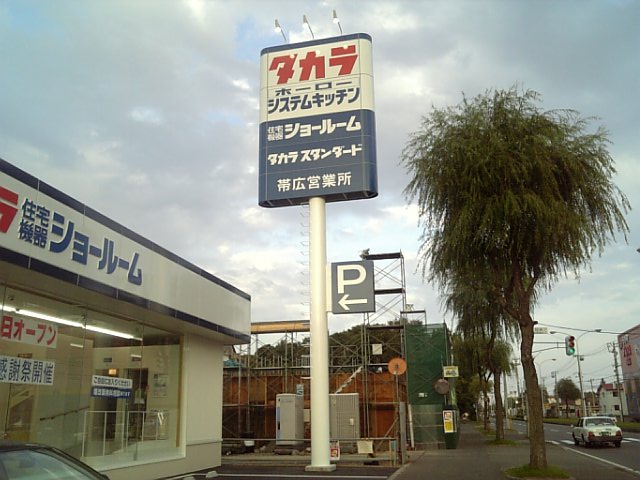 タカラ
ホーロー
システムキッチン
住宅機器 ショールーム
タカラスタンダード
帯広営業所
P
←
ラ 住宅機器 ショールーム
日オープン
感謝祭開催